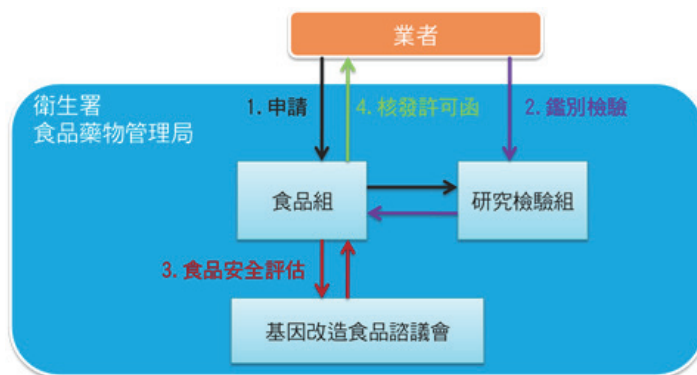 業者
衛生署
食品藥物管理局
1. 申請
4. 核發許可函
2. 鑑別檢驗
食品組
研究檢驗組
3. 食品安全評估
基因改造食品諮議會